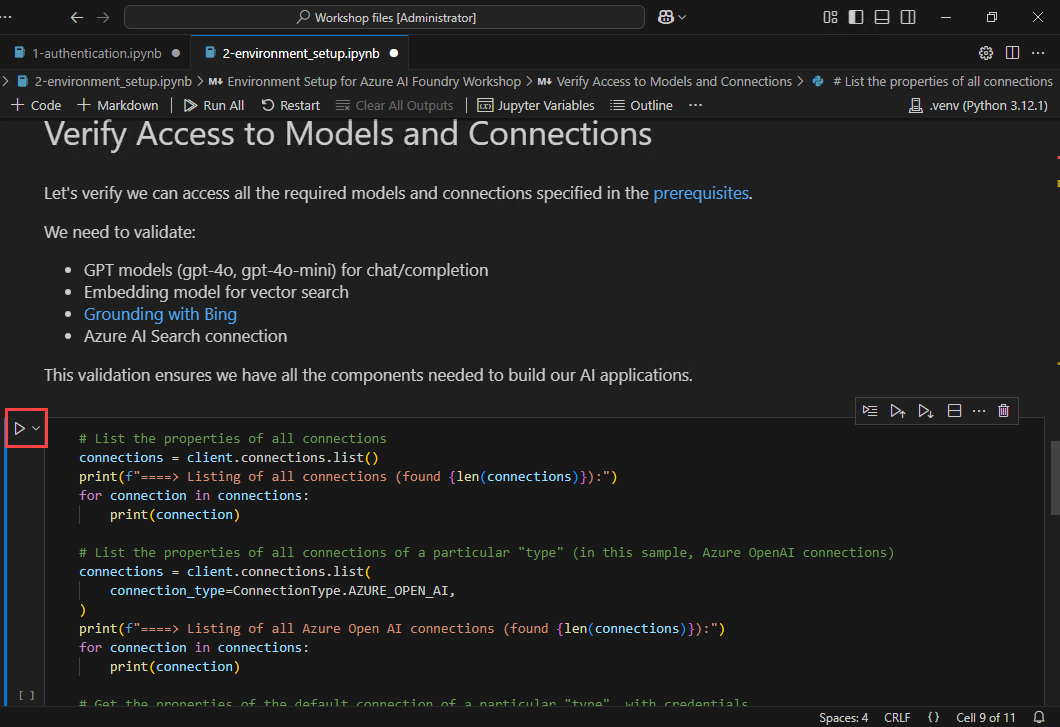 Workshop files [Administrator]
1-authentication.ipynb
2-environment_setup.ipynb
2-environment_setup.ipynb > M↓ Environment Setup for Azure AI Foundry Workshop > M↓ Verify Access to Models and Connections > # List the properties of all connections
+ Code + Markdown | Run All Restart Clear All Outputs | Jupyter Variables Outline ... .venv (Python 3.12.1)
Verify Access to Models and Connections
Let's verify we can access all the required models and connections specified in the prerequisites.
We need to validate:
• GPT models (gpt-4o, gpt-4o-mini) for chat/completion
• Embedding model for vector search
• Grounding with Bing
• Azure AI Search connection
This validation ensures we have all the components needed to build our AI applications.
# List the properties of all connections
connections = client.connections.list()
print(f"====> Listing of all connections (found {len(connections)}):")
for connection in connections:
    print(connection)
# List the properties of all connections of a particular "type" (in this sample, Azure OpenAI connections)
connections = client.connections.list(
    connection_type=ConnectionType.AZURE_OPEN_AI,
)
print(f"====> Listing of all Azure Open AI connections (found {len(connections)}):")
for connection in connections:
    print(connection)
[ ]
# Get the properties of the default connection of a particular "type", with credentials
Spaces: 4 CRLF {} Cell 9 of 11